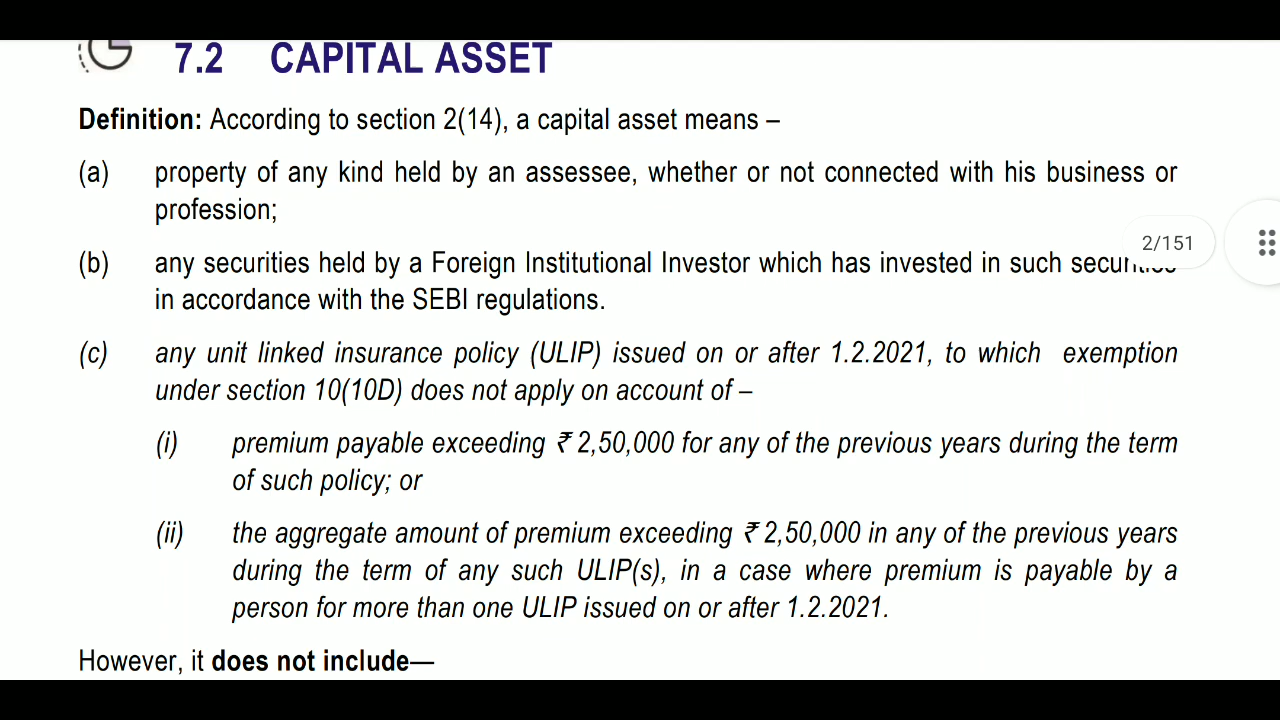 7.2 CAPITAL ASSET
Definition: According to section 2(14), a capital asset means –
(a) property of any kind held by an assessee, whether or not connected with his business or
profession;
2/151
(b) any securities held by a Foreign Institutional Investor which has invested in such securities
in accordance with the SEBI regulations.
(c) any unit linked insurance policy (ULIP) issued on or after 1.2.2021, to which exemption
under section 10(10D) does not apply on account of –
(i) premium payable exceeding ₹ 2,50,000 for any of the previous years during the term
of such policy; or
(ii) the aggregate amount of premium exceeding ₹ 2,50,000 in any of the previous years
during the term of any such ULIP(s), in a case where premium is payable by a
person for more than one ULIP issued on or after 1.2.2021.
However, it does not include—